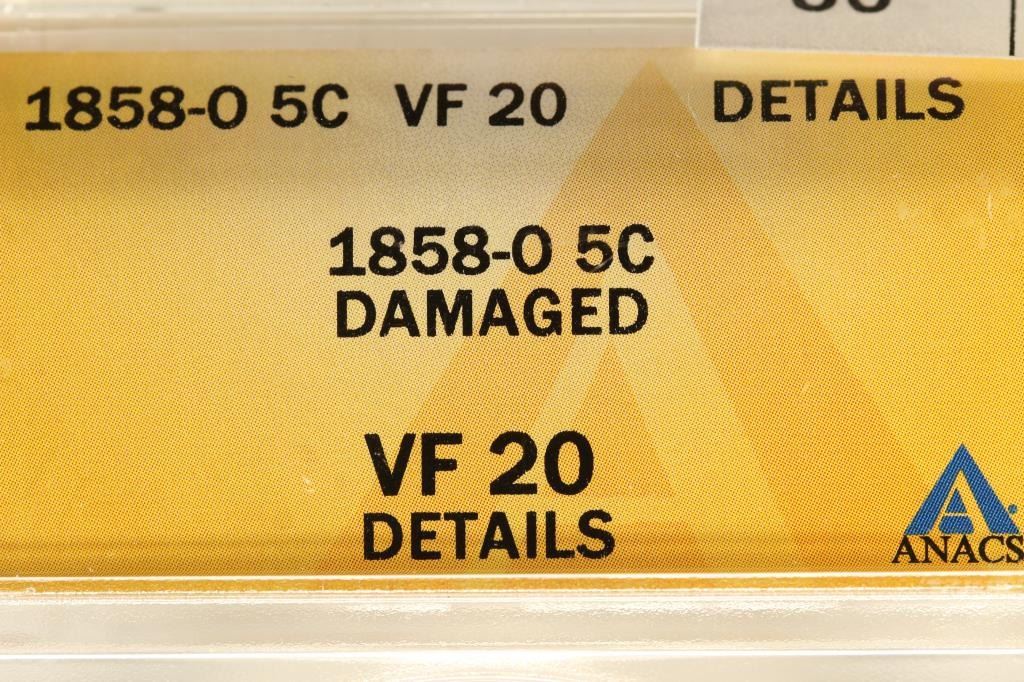 1858-O 5C VF 20 DETAILS
1858-O 5C
DAMAGED
VF 20
DETAILS
ANACS